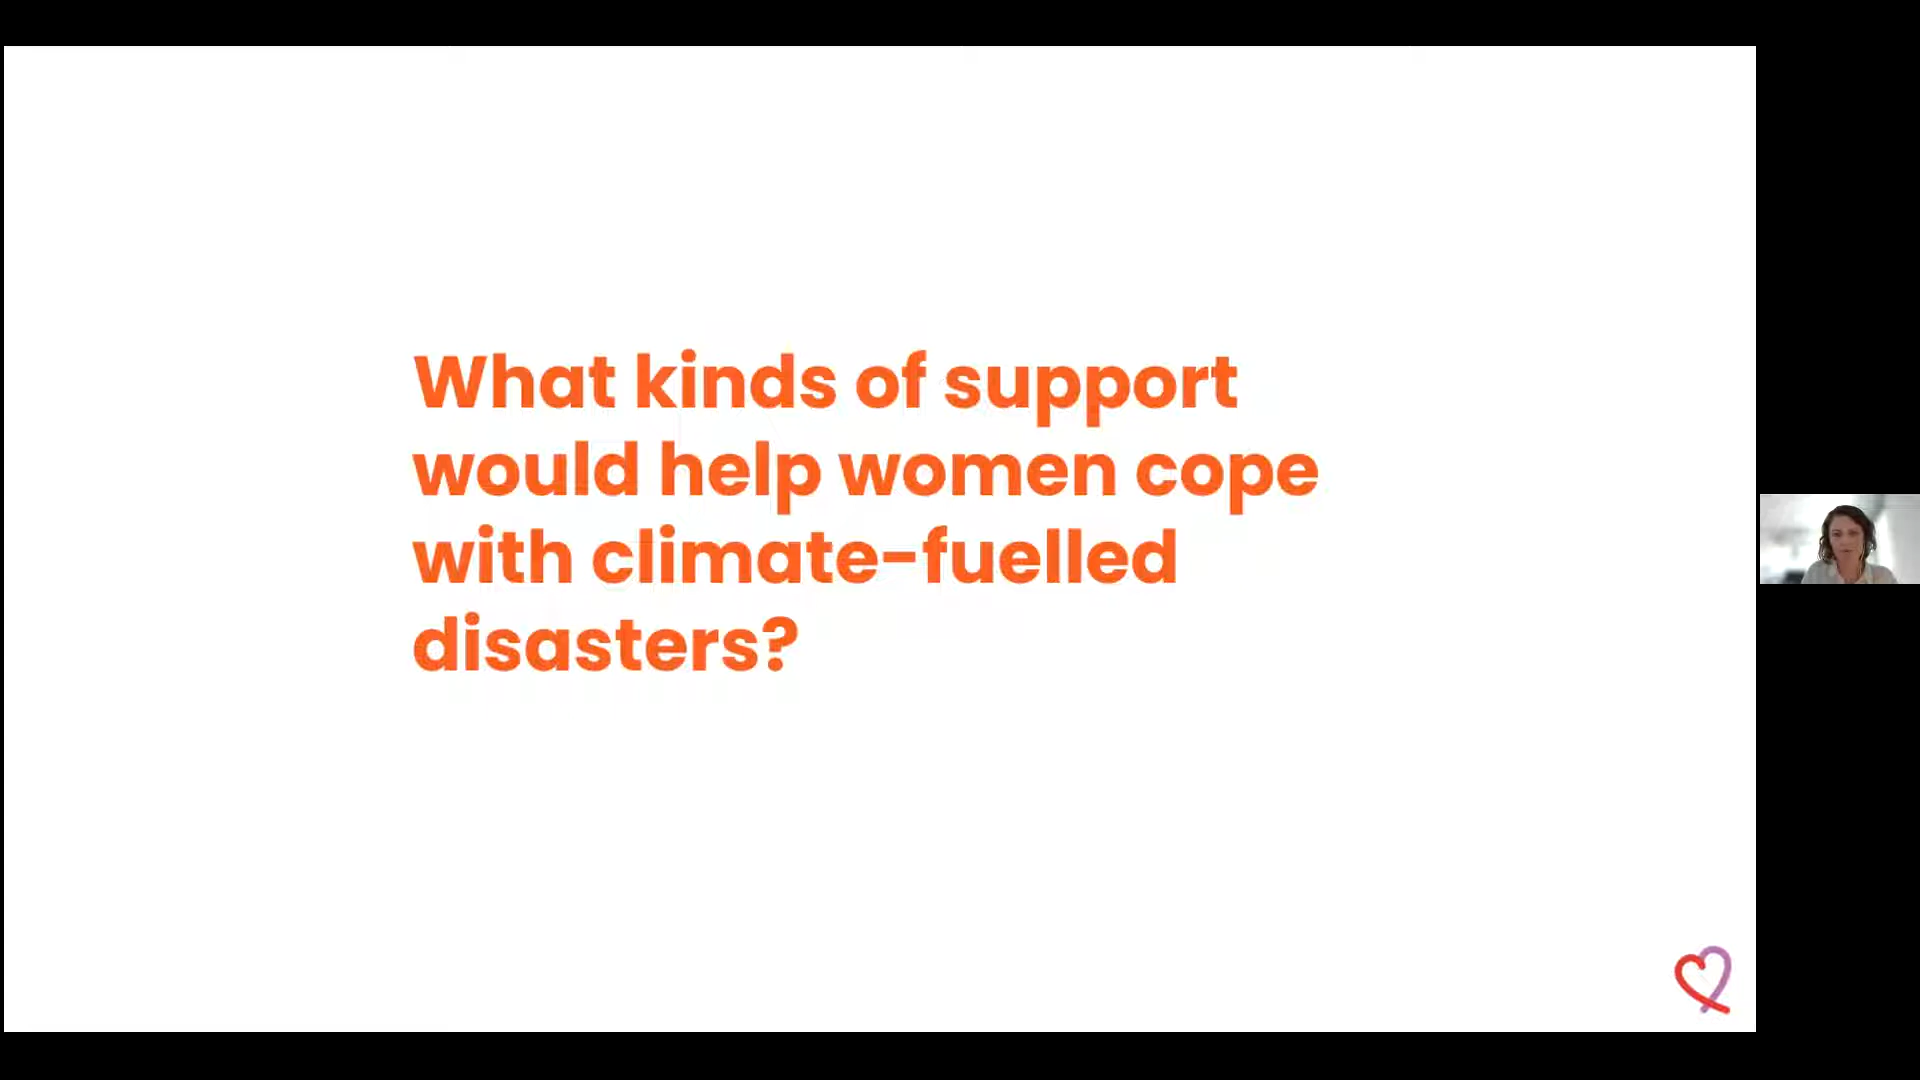 What kinds of support
would help women cope
with climate-fuelled
disasters?